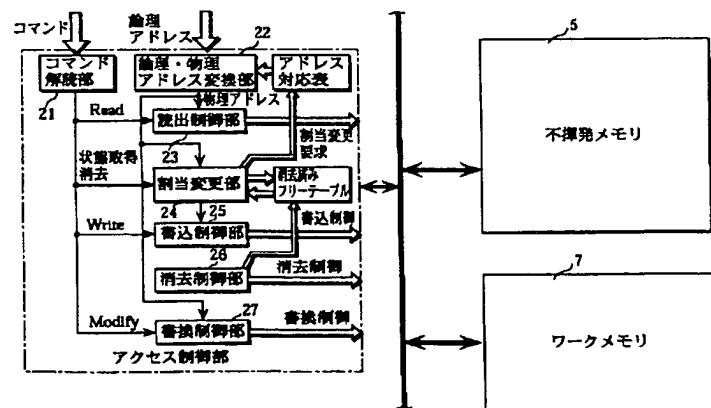 コマンド
論理
アドレス
22
5
コマンド
解読部
論理・物理
アドレス変換部
アドレス
対応表
21
物理アドレス
Read
読出制御部
23
割当変更
要求
状態取得
消去
割当変更部
消去済み
フリーテーブル
24
25
Write
書込制御部
書込制御
26
消去制御部
消去制御
27
Modify
書換制御部
書換制御
アクセス制御部
不揮発メモリ
7
ワークメモリ